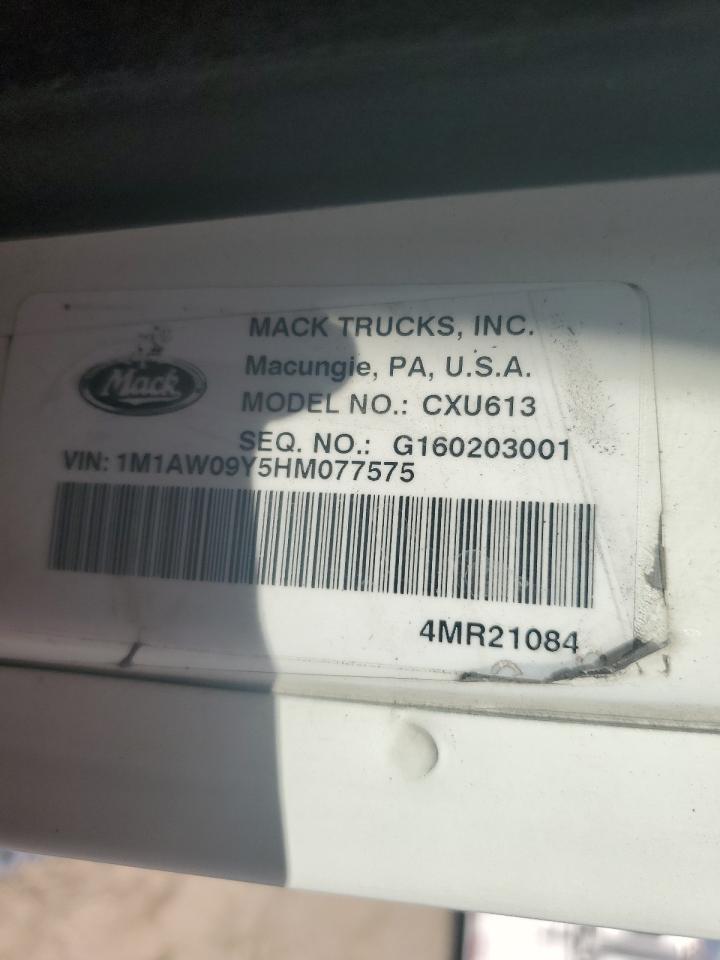 Mack
MACK TRUCKS, INC.
Macungie, PA, U.S.A.
MODEL NO.: CXU613
SEQ. NO.: G160203001
VIN: 1M1AW09Y5HM077575
4MR21084